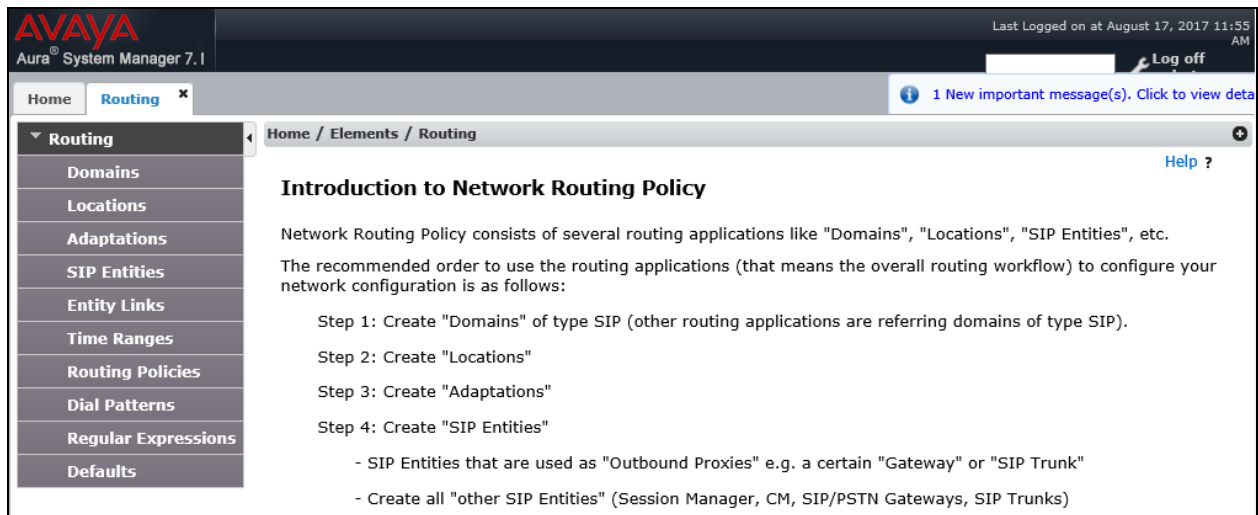 AVAYA
Aura® System Manager 7.1
Last Logged on at August 17, 2017 11:55
AM
Log off
Home
Routing ×
1 New important message(s). Click to view deta
Routing
Domains
Locations
Adaptations
SIP Entities
Entity Links
Time Ranges
Routing Policies
Dial Patterns
Regular Expressions
Defaults
Home / Elements / Routing
Help ?
Introduction to Network Routing Policy
Network Routing Policy consists of several routing applications like "Domains", "Locations", "SIP Entities", etc.
The recommended order to use the routing applications (that means the overall routing workflow) to configure your
network configuration is as follows:
Step 1: Create "Domains" of type SIP (other routing applications are referring domains of type SIP).
Step 2: Create "Locations"
Step 3: Create "Adaptations"
Step 4: Create "SIP Entities"
- SIP Entities that are used as "Outbound Proxies" e.g. a certain "Gateway" or "SIP Trunk"
- Create all "other SIP Entities" (Session Manager, CM, SIP/PSTN Gateways, SIP Trunks)